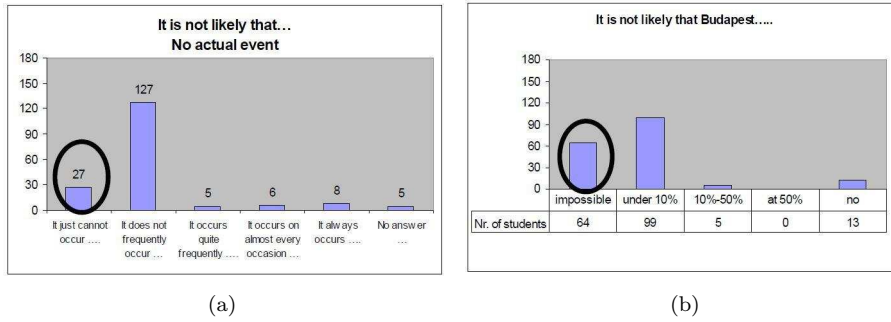 It is not likely that…
No actual event
180
150
120
90
60
30
0
27
127
5
6
8
5
It just cannot
occur ….
It does not
frequently
occur …
It occurs
quite
frequently ….
It occurs on
almost every
occasion …
It always
occurs ….
No answer
…
(a)
It is not likely that Budapest.….
180
150
120
90
60
30
0
impossible
under 10%
10%-50%
at 50%
no
Nr. of students
64
99
5
0
13
(b)